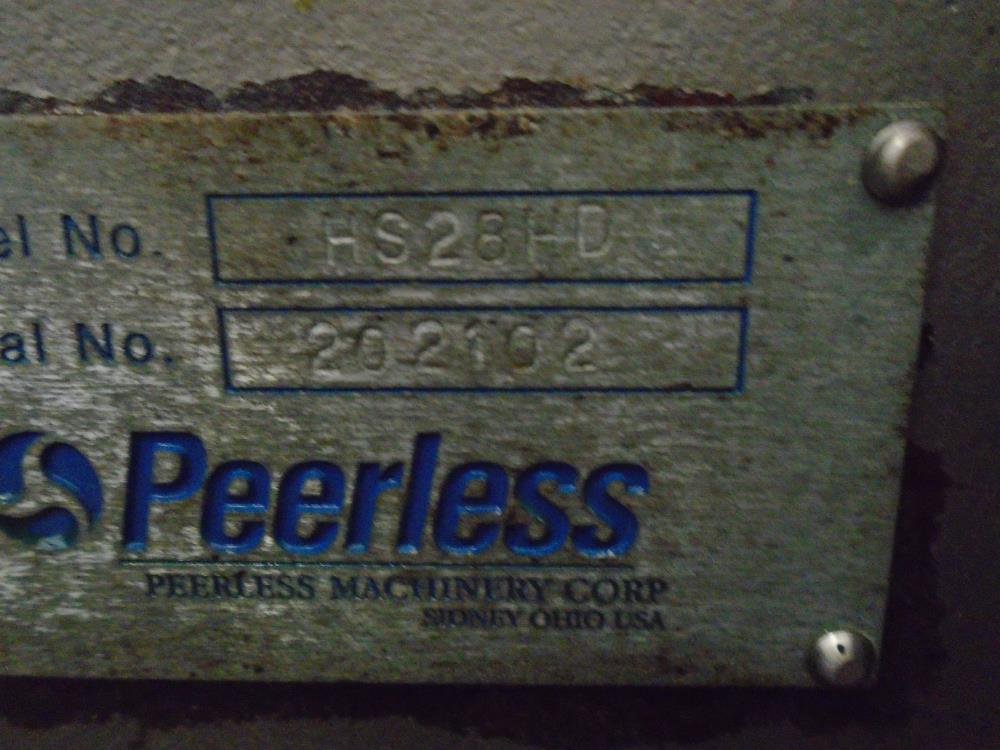 el No. HS28HD
al No. 202102
Peerless
PEERLESS MACHINERY CORP
SIDNEY OHIO USA